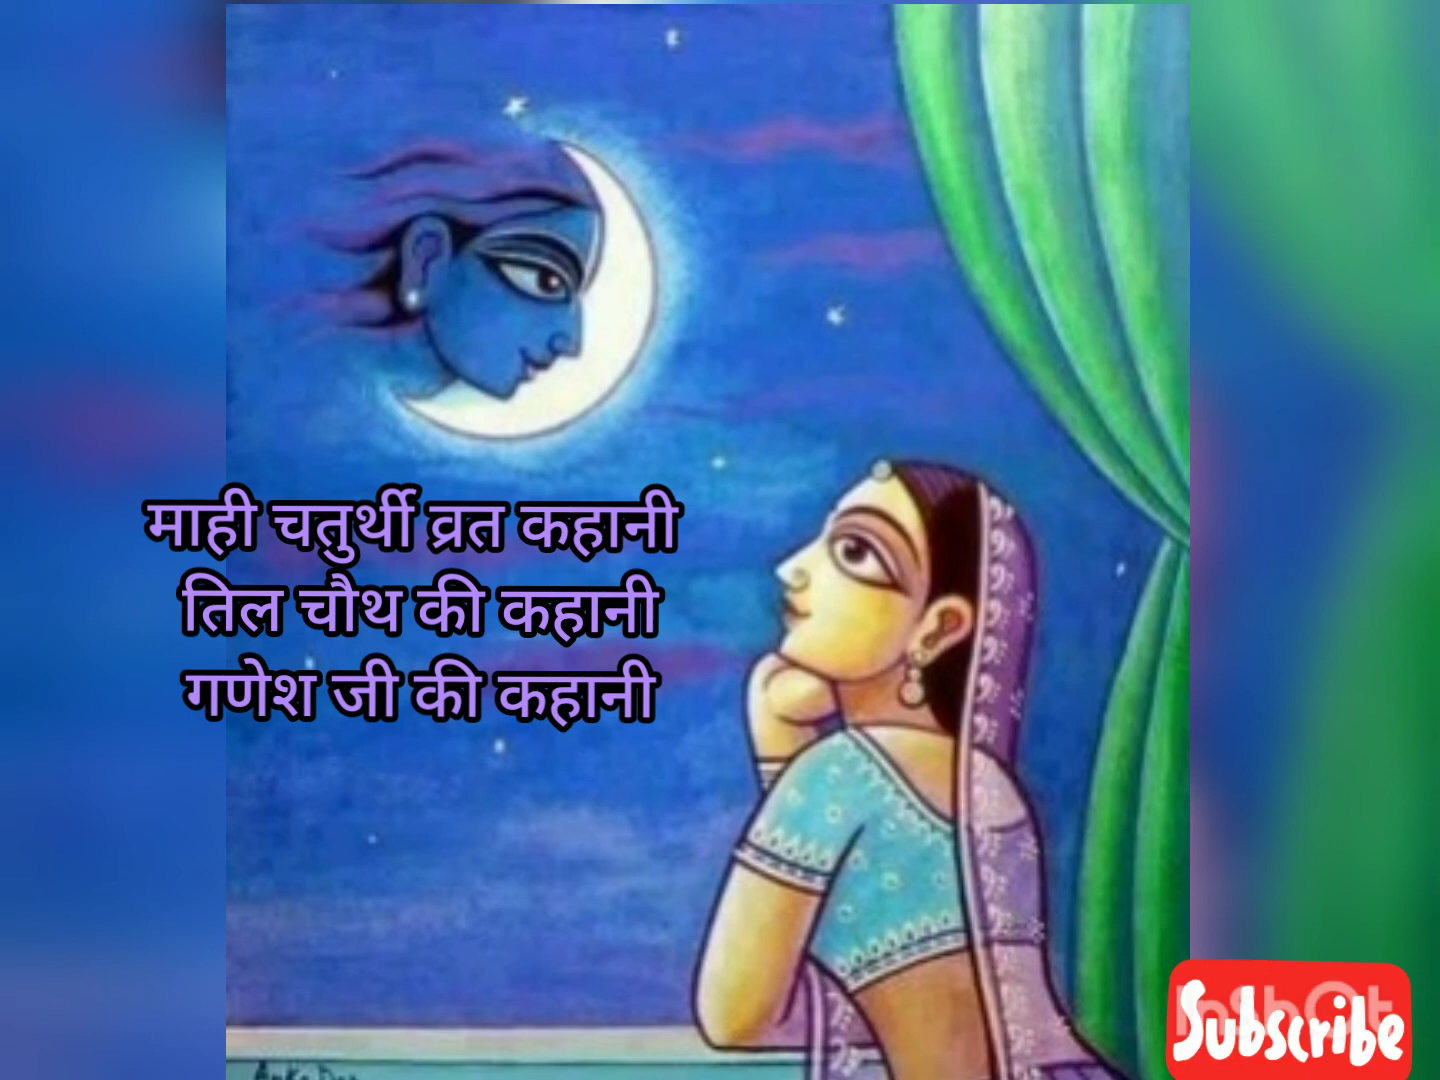 माही चतुर्थी व्रत कहानी
तिल चौथ की कहानी
गणेश जी की कहानी
Subscribe